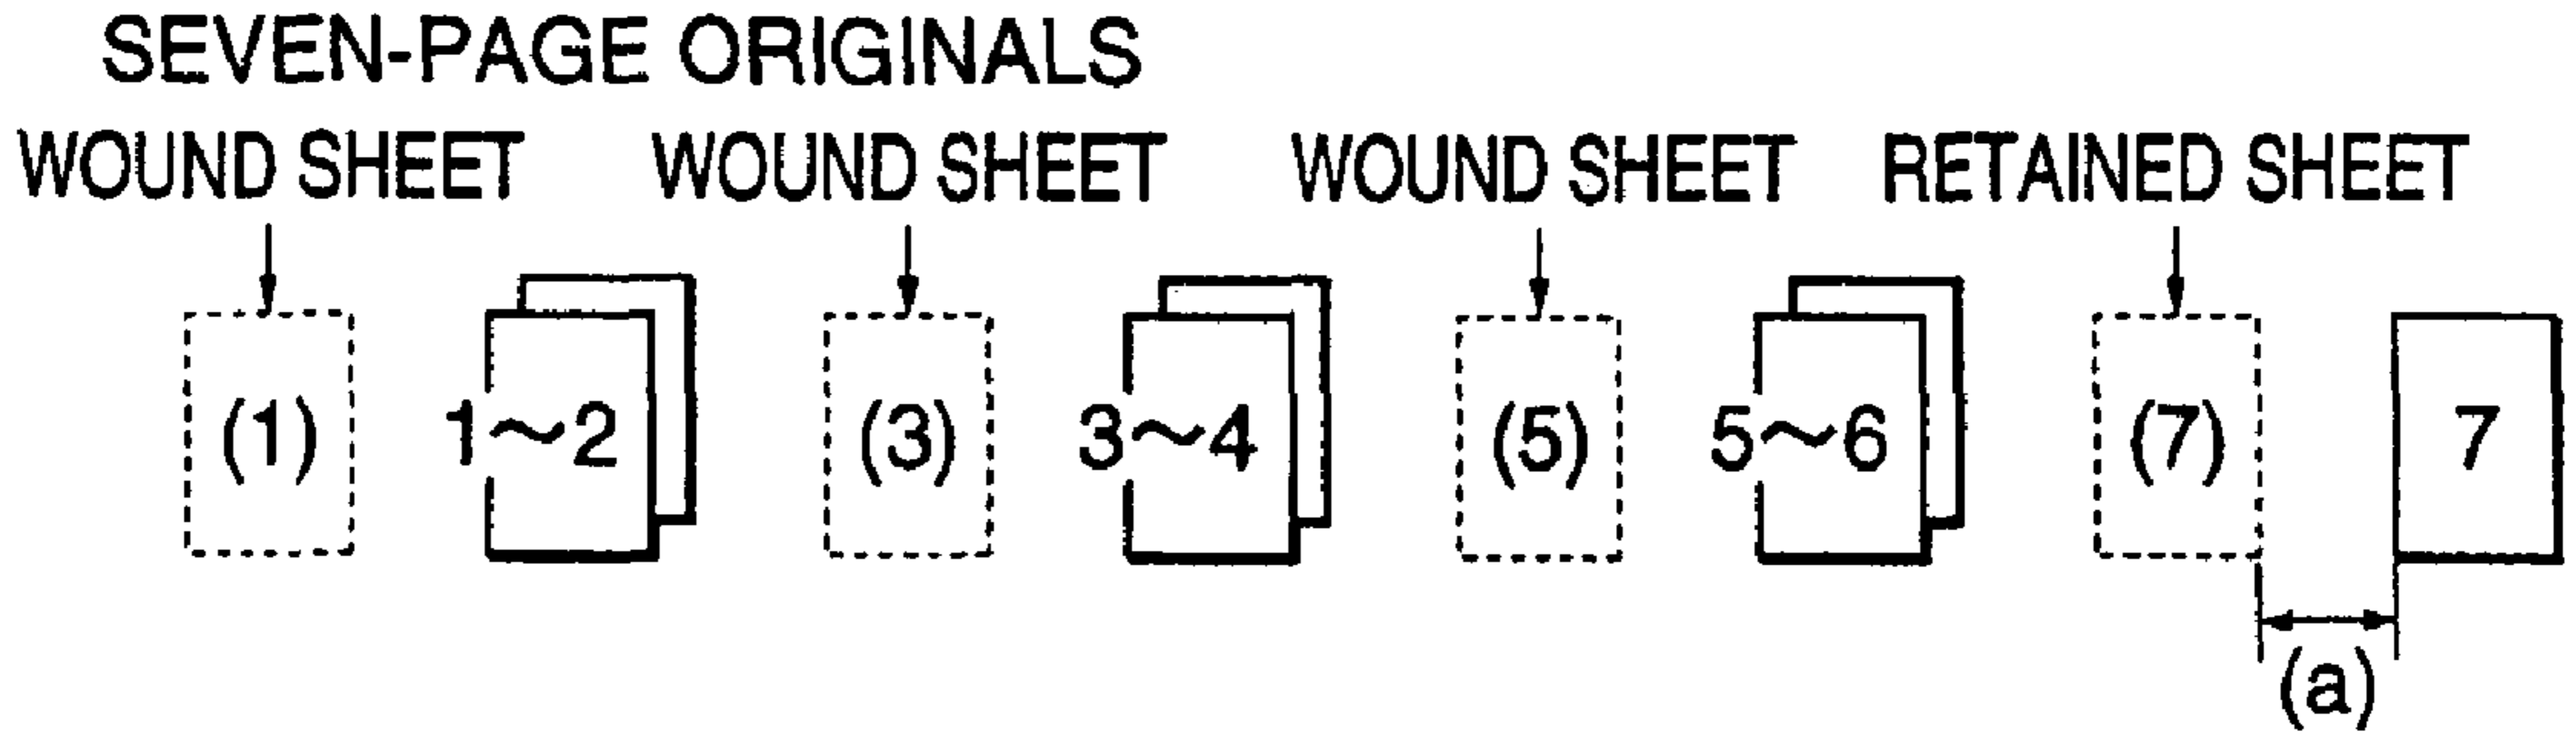 SEVEN-PAGE ORIGINALS
WOUND SHEET WOUND SHEET WOUND SHEET RETAINED SHEET
(1) 1~2 (3) 3~4 (5) 5~6 (7) 7
(a)